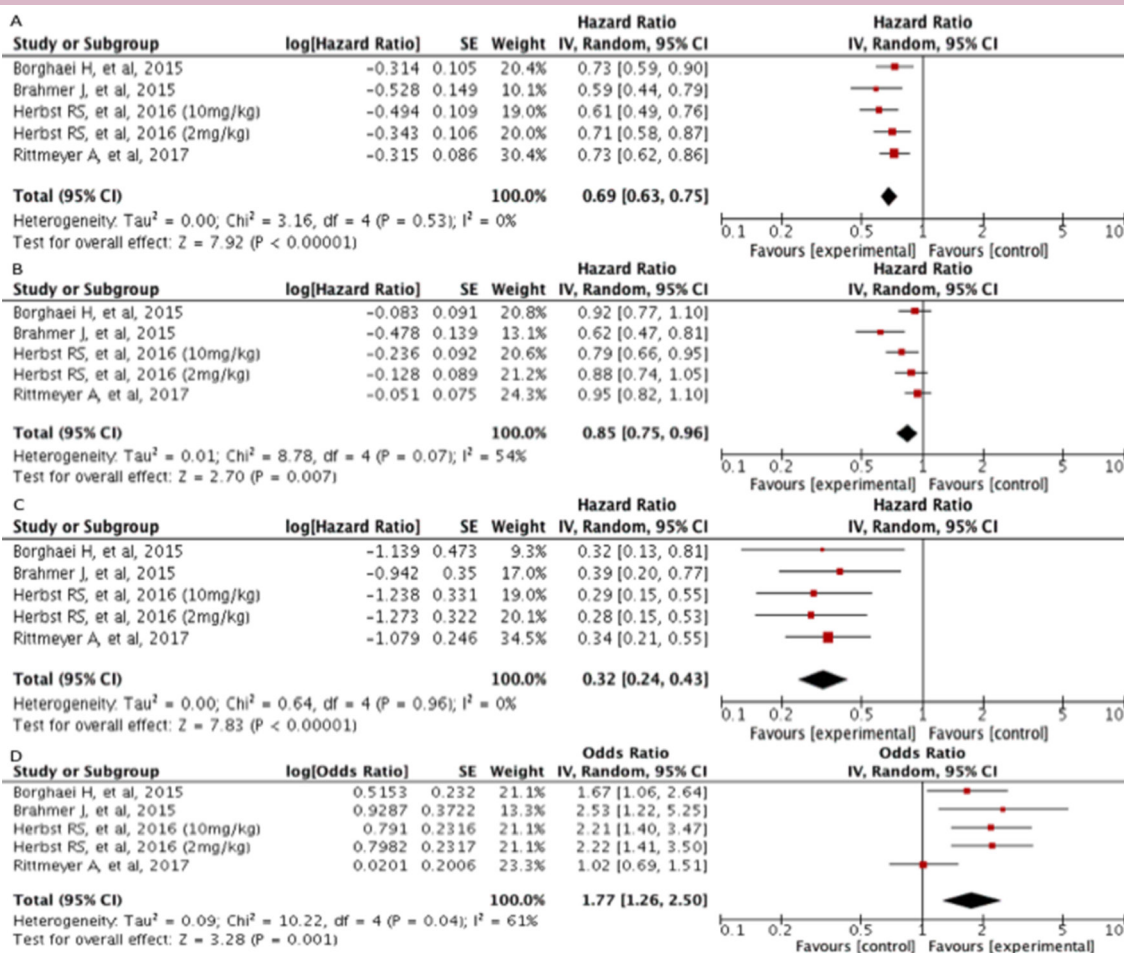 A Hazard Ratio Hazard Ratio
Study or Subgroup log[Hazard Ratio] SE Weight IV, Random, 95% CI IV, Random, 95% CI
Borghaei H, et al, 2015 −0.314 0.105 20.4% 0.73 [0.59, 0.90]
Brahmer J, et al, 2015 −0.528 0.149 10.1% 0.59 [0.44, 0.79]
Herbst RS, et al, 2016 (10mg/kg) −0.494 0.109 19.0% 0.61 [0.49, 0.76]
Herbst RS, et al, 2016 (2mg/kg) −0.343 0.106 20.0% 0.71 [0.58, 0.87]
Rittmeyer A, et al, 2017 −0.315 0.086 30.4% 0.73 [0.62, 0.86]
Total (95% CI) 100.0% 0.69 [0.63, 0.75]
Heterogeneity: Tau² = 0.00; Chi² = 3.16, df = 4 (P = 0.53); I² = 0%
Test for overall effect: Z = 7.92 (P < 0.00001)
0.1 0.2 0.5 1 2 5 10
Favours [experimental] Favours [control]
B Hazard Ratio Hazard Ratio
Study or Subgroup log[Hazard Ratio] SE Weight IV, Random, 95% CI IV, Random, 95% CI
Borghaei H, et al, 2015 −0.083 0.091 20.8% 0.92 [0.77, 1.10]
Brahmer J, et al, 2015 −0.478 0.139 13.1% 0.62 [0.47, 0.81]
Herbst RS, et al, 2016 (10mg/kg) −0.236 0.092 20.6% 0.79 [0.66, 0.95]
Herbst RS, et al, 2016 (2mg/kg) −0.128 0.089 21.2% 0.88 [0.74, 1.05]
Rittmeyer A, et al, 2017 −0.051 0.075 24.3% 0.95 [0.82, 1.10]
Total (95% CI) 100.0% 0.85 [0.75, 0.96]
Heterogeneity: Tau² = 0.01; Chi² = 8.78, df = 4 (P = 0.07); I² = 54%
Test for overall effect: Z = 2.70 (P = 0.007)
0.1 0.2 0.5 1 2 5 10
Favours [experimental] Favours [control]
C Hazard Ratio Hazard Ratio
Study or Subgroup log[Hazard Ratio] SE Weight IV, Random, 95% CI IV, Random, 95% CI
Borghaei H, et al, 2015 −1.139 0.473 9.3% 0.32 [0.13, 0.81]
Brahmer J, et al, 2015 −0.942 0.35 17.0% 0.39 [0.20, 0.77]
Herbst RS, et al, 2016 (10mg/kg) −1.238 0.331 19.0% 0.29 [0.15, 0.55]
Herbst RS, et al, 2016 (2mg/kg) −1.273 0.322 20.1% 0.28 [0.15, 0.53]
Rittmeyer A, et al, 2017 −1.079 0.246 34.5% 0.34 [0.21, 0.55]
Total (95% CI) 100.0% 0.32 [0.24, 0.43]
Heterogeneity: Tau² = 0.00; Chi² = 0.64, df = 4 (P = 0.96); I² = 0%
Test for overall effect: Z = 7.83 (P < 0.00001)
0.1 0.2 0.5 1 2 5 10
Favours [experimental] Favours [control]
D Odds Ratio Odds Ratio
Study or Subgroup log[Odds Ratio] SE Weight IV, Random, 95% CI IV, Random, 95% CI
Borghaei H, et al, 2015 0.5153 0.232 21.1% 1.67 [1.06, 2.64]
Brahmer J, et al, 2015 0.9287 0.3722 13.3% 2.53 [1.22, 5.25]
Herbst RS, et al, 2016 (10mg/kg) 0.791 0.2316 21.1% 2.21 [1.40, 3.47]
Herbst RS, et al, 2016 (2mg/kg) 0.7982 0.2317 21.1% 2.22 [1.41, 3.50]
Rittmeyer A, et al, 2017 0.0201 0.2006 23.3% 1.02 [0.69, 1.51]
Total (95% CI) 100.0% 1.77 [1.26, 2.50]
Heterogeneity: Tau² = 0.09; Chi² = 10.22, df = 4 (P = 0.04); I² = 61%
Test for overall effect: Z = 3.28 (P = 0.001)
0.1 0.2 0.5 1 2 5 10
Favours [control] Favours [experimental]